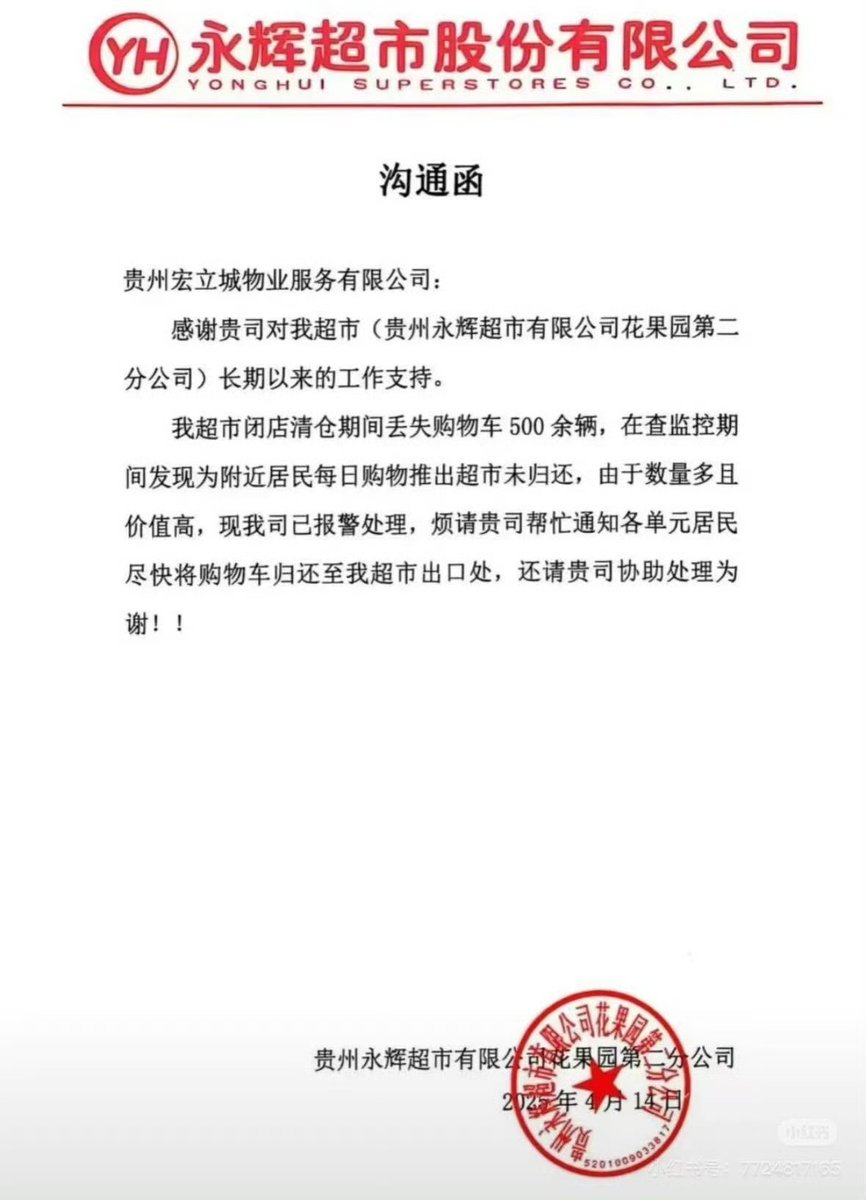 YH 永辉超市股份有限公司
YONGHUI SUPERSTORES CO., LTD.
沟通函
贵州宏立城物业服务有限公司:
感谢贵司对我超市（贵州永辉超市有限公司花果园第二
分公司）长期以来的工作支持。
我超市闭店清仓期间丢失购物车 500 余辆，在查监控期
间发现为附近居民每日购物推出超市未归还，由于数量多且
价值高，现我司已报警处理，烦请贵司帮忙通知各单元居民
尽快将购物车归还至我超市出口处，还请贵司协助处理为
谢！！
贵州永辉超市有限公司花果园第二分公司
2025 年 4 月 14 日
贵州永辉超市有限公司花果园第二分公司
5201009033817
小红书
小红书号：7724817165